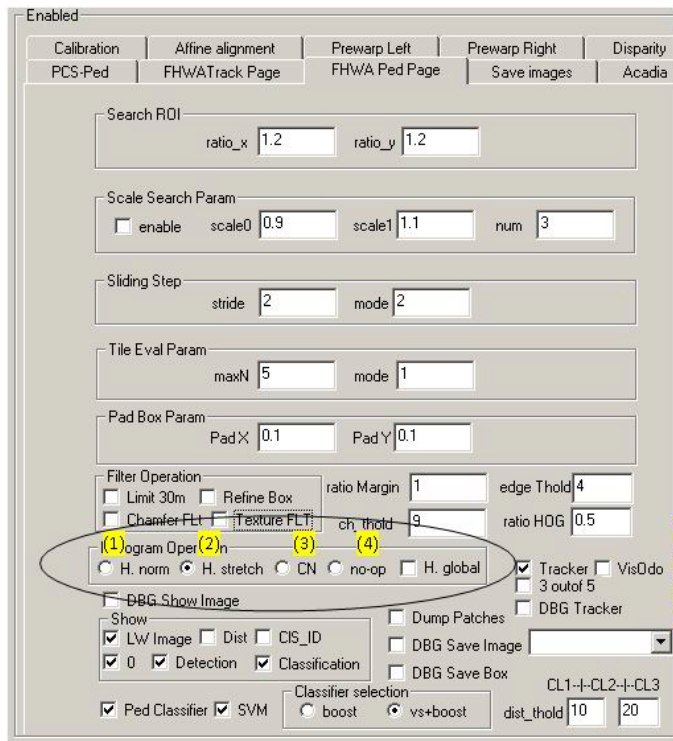 Enabled
Calibration Affine alignment Prewarp Left Prewarp Right Disparity
PCS-Ped FHWATrack Page FHWA Ped Page Save images Acadia
Search ROI
ratio_x 1.2 ratio_y 1.2
Scale Search Param
enable scale0 0.9 scale1 1.1 num 3
Sliding Step
stride 2 mode 2
Tile Eval Param
maxN 5 mode 1
Pad Box Param
Pad X 0.1 Pad Y 0.1
Filter Operation
Limit 30m Refine Box ratio Margin 1 edge Thold 4
Chamfer FLt Texture FLT ch_thold 9 ratio HOG 0.5
(1) (2) (3) (4)
H. norm H. stretch CN no-op H. global Tracker VisOdo
3 outof 5
DBG Show Image DBG Tracker
Show Dump Patches
LW Image Dist CIS_ID DBG Save Image
0 Detection Classification DBG Save Box
CL1--|--CL2--|--CL3
Classifier selection
Ped Classifier SVM boost vs+boost dist_thold 10 20